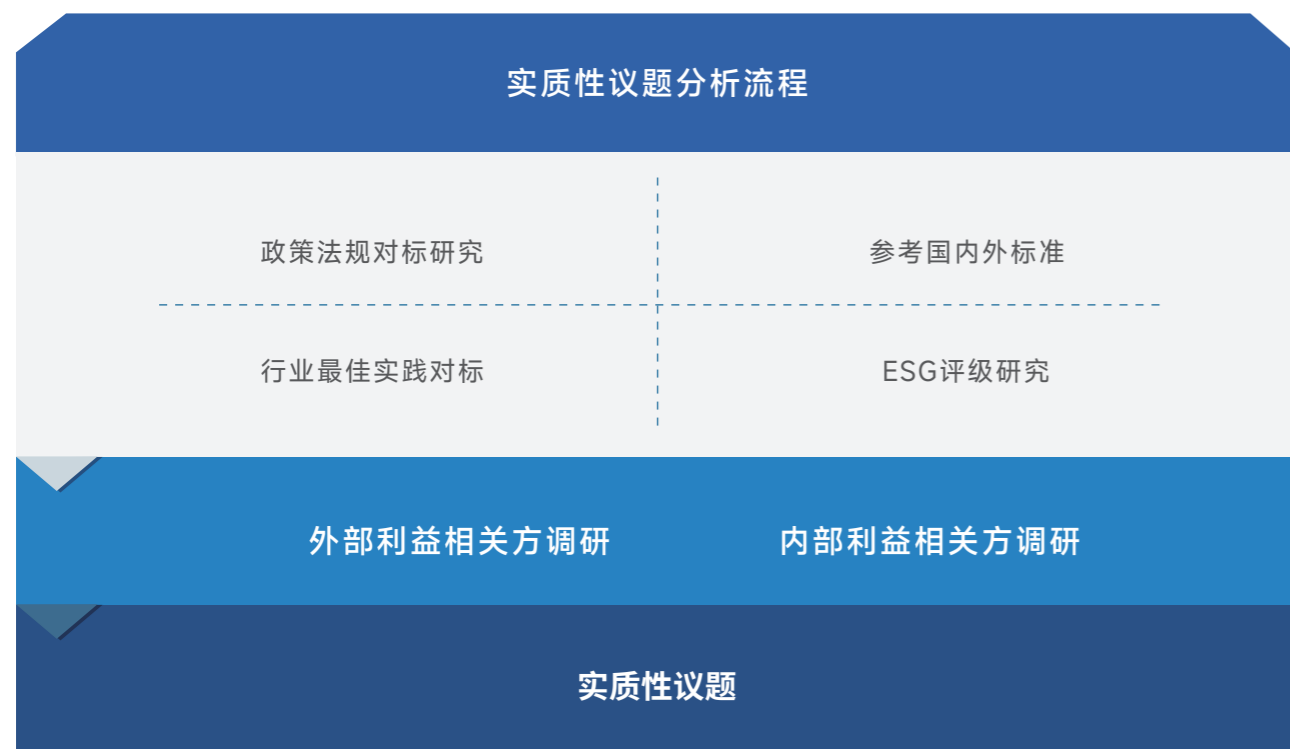 实质性议题分析流程
政策法规对标研究
参考国内外标准
行业最佳实践对标
ESG评级研究
外部利益相关方调研
内部利益相关方调研
实质性议题